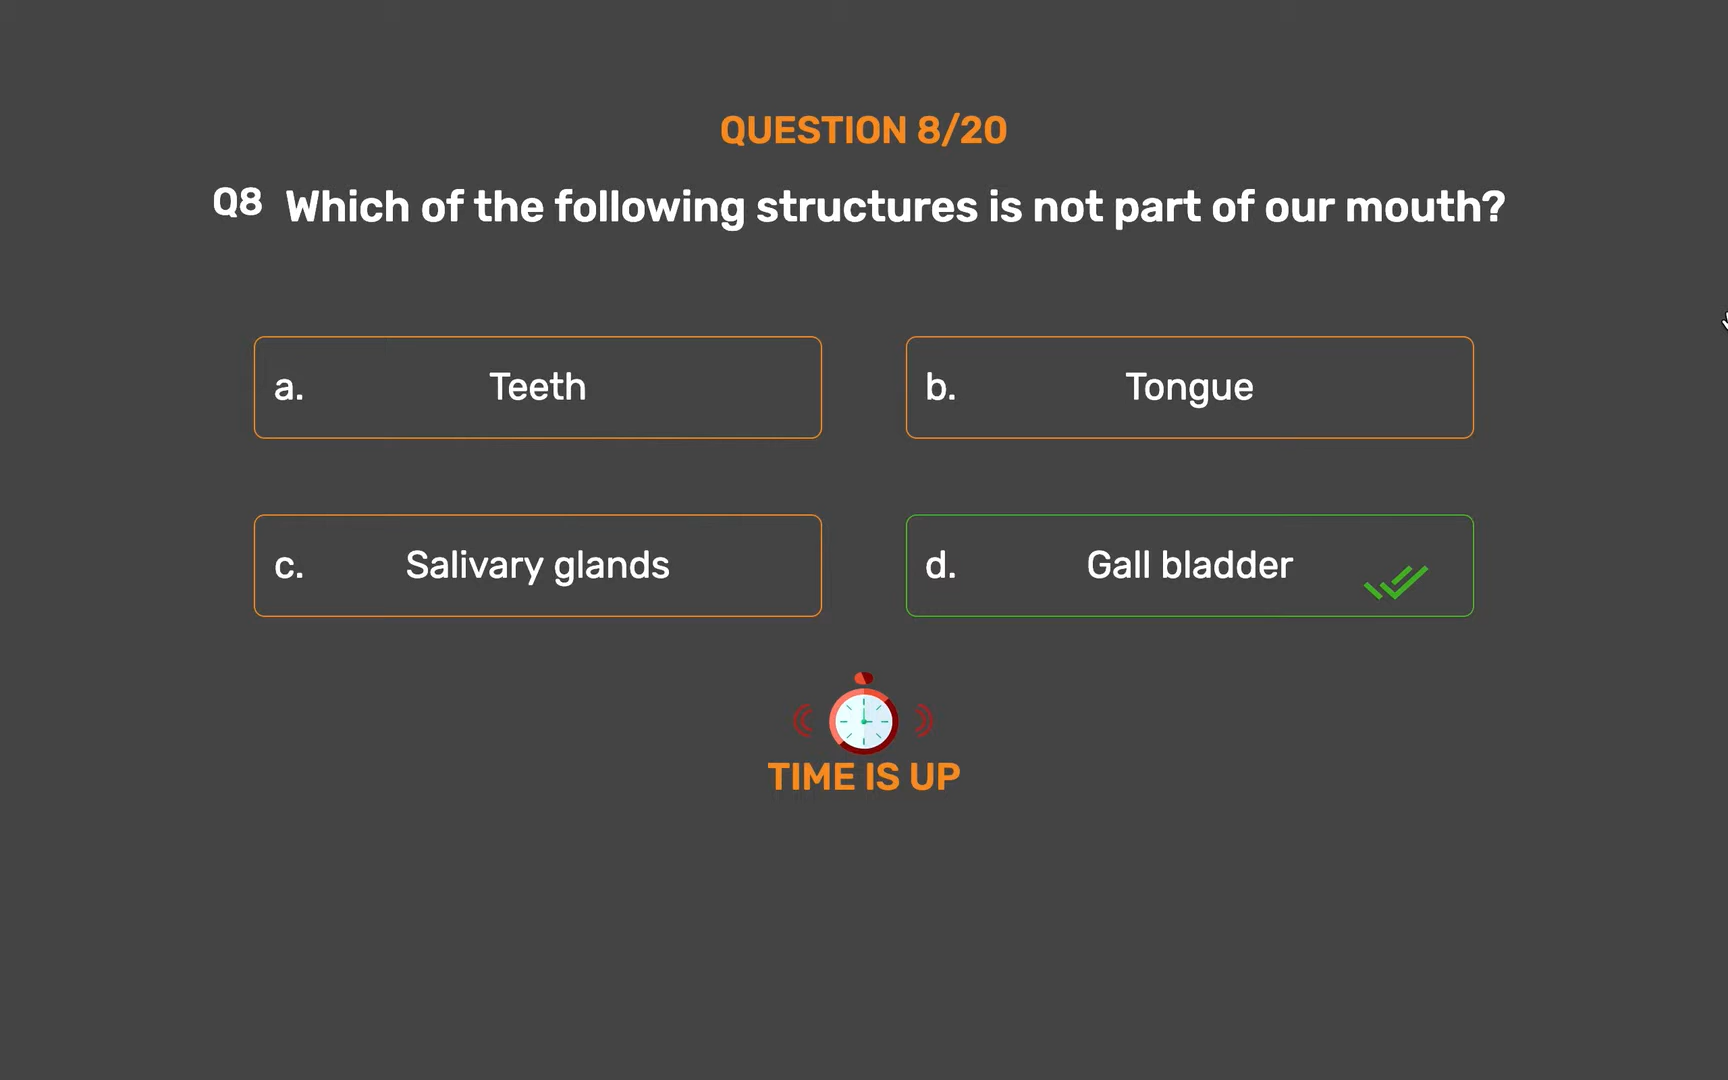 QUESTION 8/20
Q8 Which of the following structures is not part of our mouth?
a. Teeth
b. Tongue
c. Salivary glands
d. Gall bladder
TIME IS UP